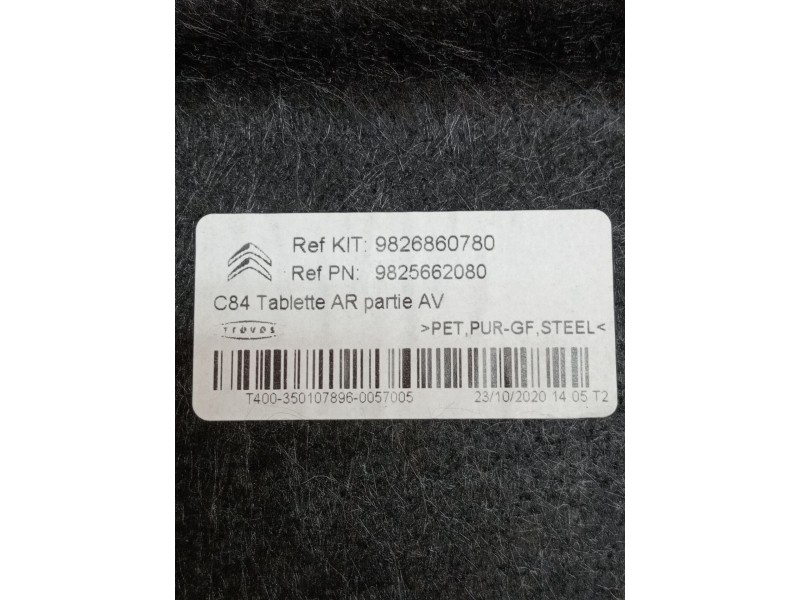 Ref KIT: 9826860780
Ref PN: 9825662080
C84 Tablette AR partie AV
TREVES >PET,PUR-GF,STEEL<
T400-350107896-0057005 23/10/2020 14 05 T2